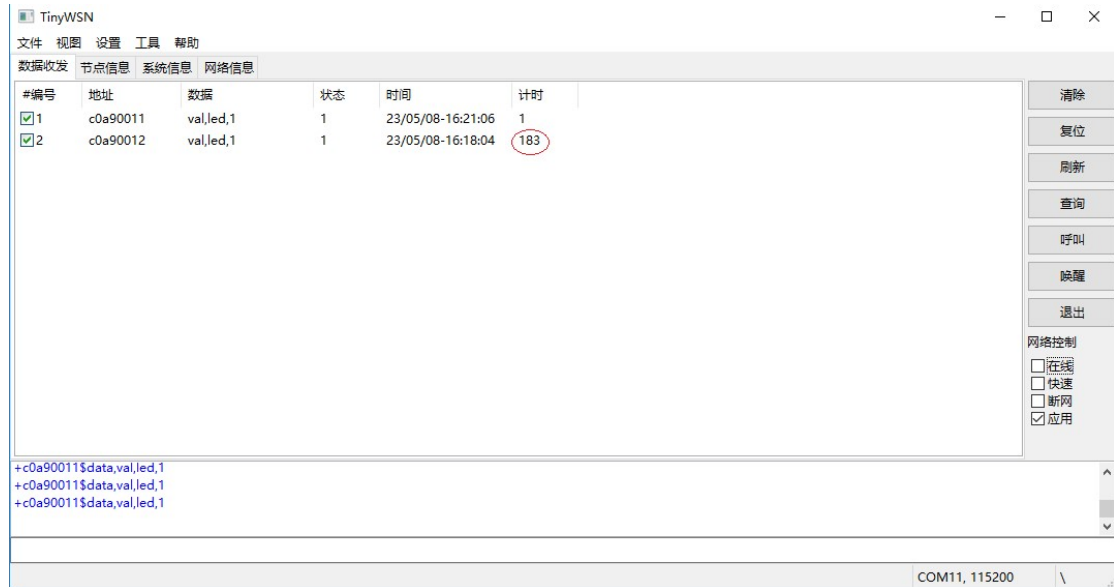 TinyWSN
文件 视图 设置 工具 帮助
数据收发 节点信息 系统信息 网络信息
#编号 地址 数据 状态 时间 计时
1 c0a90011 val,led,1 1 23/05/08-16:21:06 1
2 c0a90012 val,led,1 1 23/05/08-16:18:04 183
清除
复位
刷新
查询
呼叫
唤醒
退出
网络控制
在线
快速
断网
应用
+c0a90011$data,val,led,1
+c0a90011$data,val,led,1
+c0a90011$data,val,led,1
COM11, 115200 \